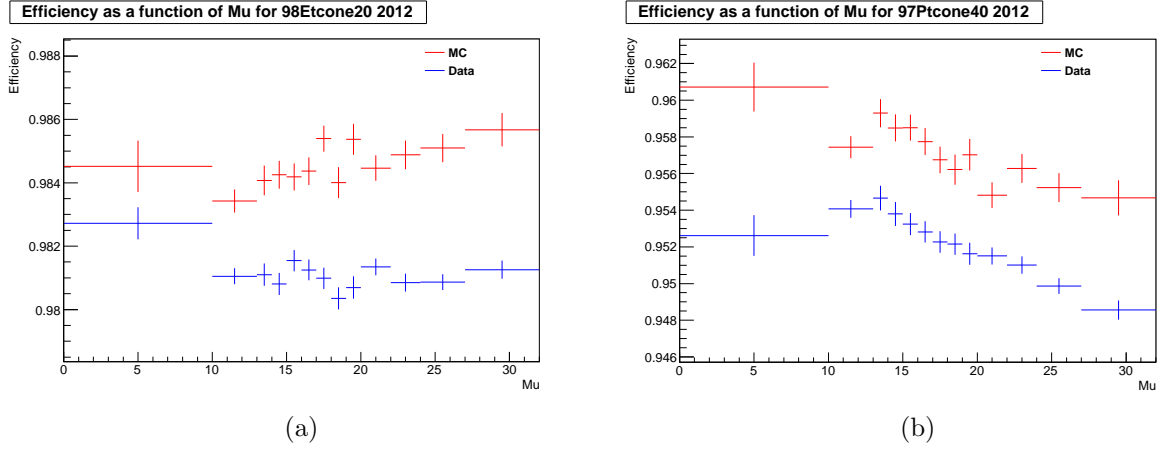 Efficiency as a function of Mu for 98Etcone20 2012
Efficiency
0.988
0.986
0.984
0.982
0.98
MC
Data
0 5 10 15 20 25 30
Mu
(a)
Efficiency as a function of Mu for 97Ptcone40 2012
Efficiency
0.962
0.96
0.958
0.956
0.954
0.952
0.95
0.948
0.946
MC
Data
0 5 10 15 20 25 30
Mu
(b)